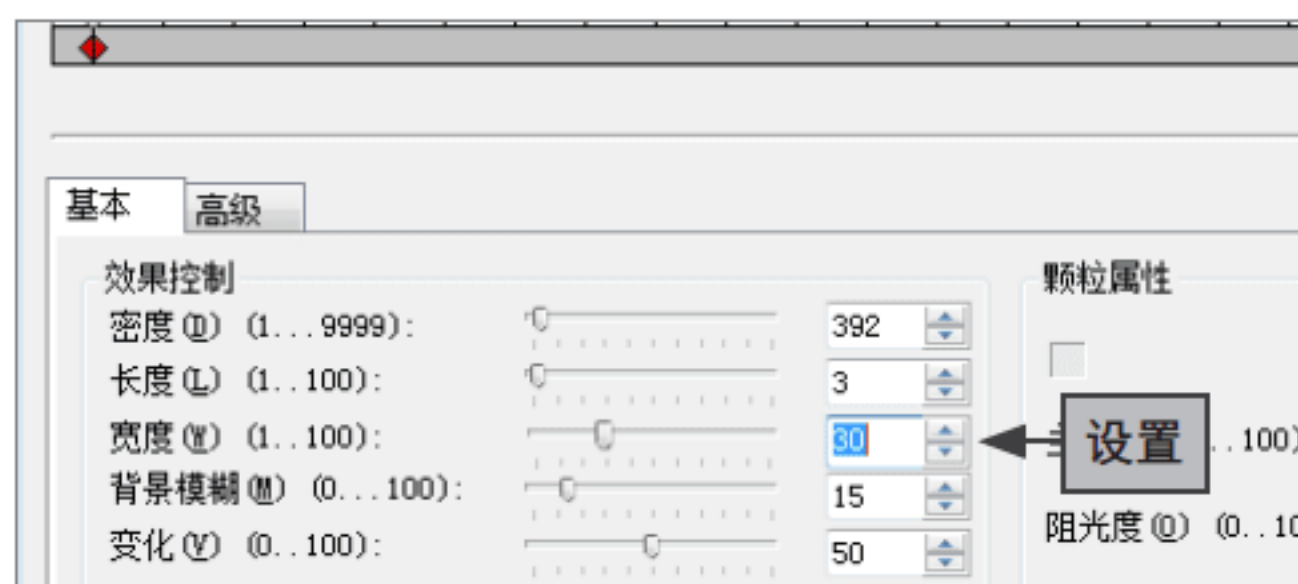 基本 高级
效果控制 颗粒属性
密度(D) (1...9999): 392
长度(L) (1..100): 3
宽度(W) (1..100): 30 设置 ..100)
背景模糊(M) (0...100): 15
阻光度(O) (0..10
变化(V) (0..100): 50